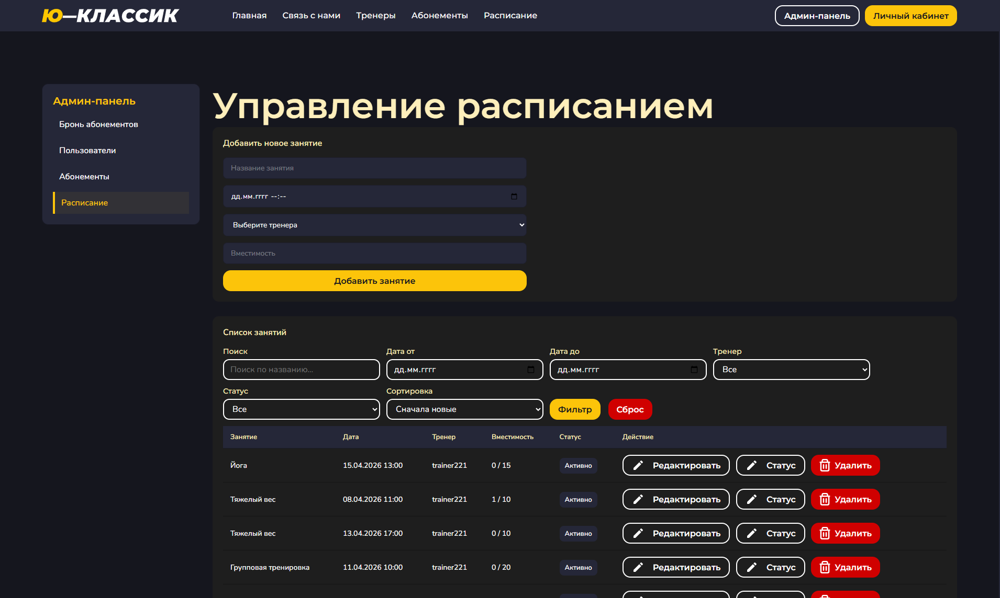 Ю—КЛАССИК Главная Связь с нами Тренеры Абонементы Расписание Админ-панель Личный кабинет
Админ-панель
Бронь абонементов
Пользователи
Абонементы
Расписание
Управление расписанием
Добавить новое занятие
Название занятия
дд.мм.гггг --:--
Выберите тренера
Вместимость
Добавить занятие
Список занятий
Поиск Дата от Дата до Тренер
Поиск по названию... дд.мм.гггг дд.мм.гггг Все
Статус Сортировка
Все Сначала новые Фильтр Сброс
Занятие Дата Тренер Вместимость Статус Действие
Йога 15.04.2026 13:00 trainer221 0 / 15 Активно Редактировать Статус Удалить
Тяжелый вес 08.04.2026 11:00 trainer221 1 / 10 Активно Редактировать Статус Удалить
Тяжелый вес 13.04.2026 17:00 trainer221 0 / 10 Активно Редактировать Статус Удалить
Групповая тренировка 11.04.2026 10:00 trainer221 0 / 20 Активно Редактировать Статус Удалить